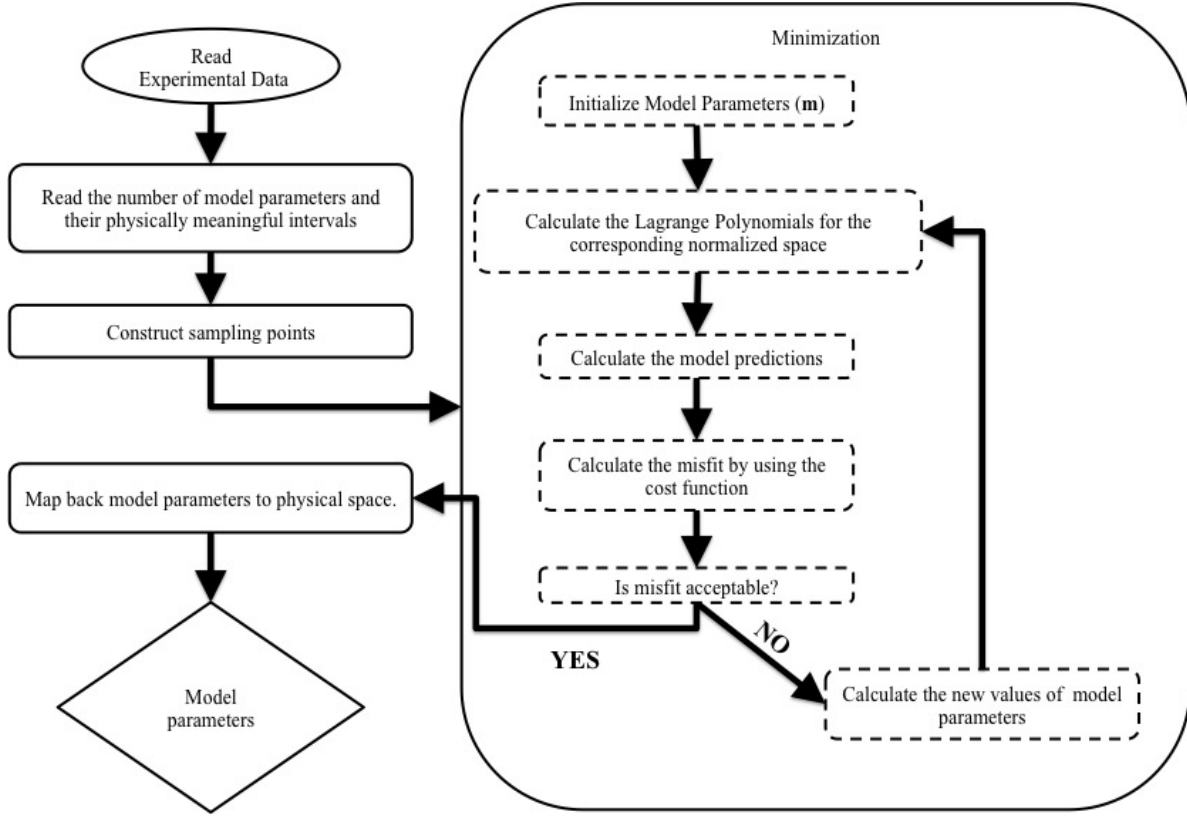 Read
Experimental Data
Read the number of model parameters and
their physically meaningful intervals
Construct sampling points
Minimization
Initialize Model Parameters (m)
Calculate the Lagrange Polynomials for the
corresponding normalized space
Calculate the model predictions
Calculate the misfit by using the
cost function
Is misfit acceptable?
YES
NO
Calculate the new values of model
parameters
Map back model parameters to physical space.
Model
parameters